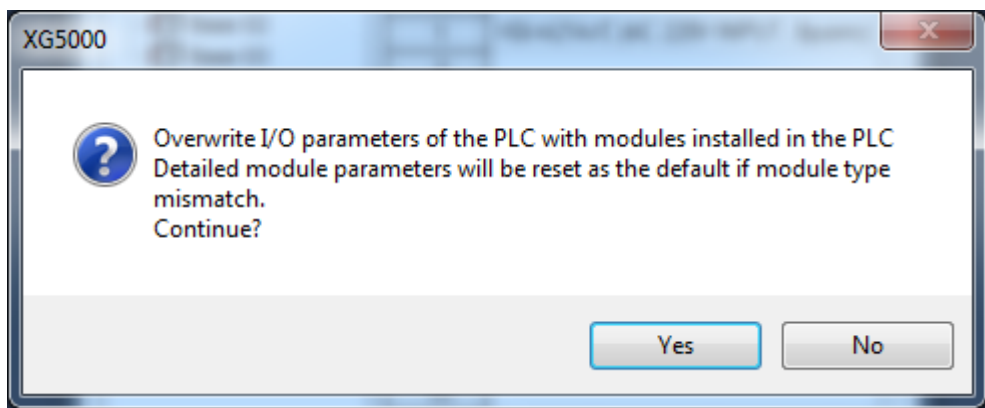 XG5000
Overwrite I/O parameters of the PLC with modules installed in the PLC
Detailed module parameters will be reset as the default if module type
mismatch.
Continue?
Yes
No